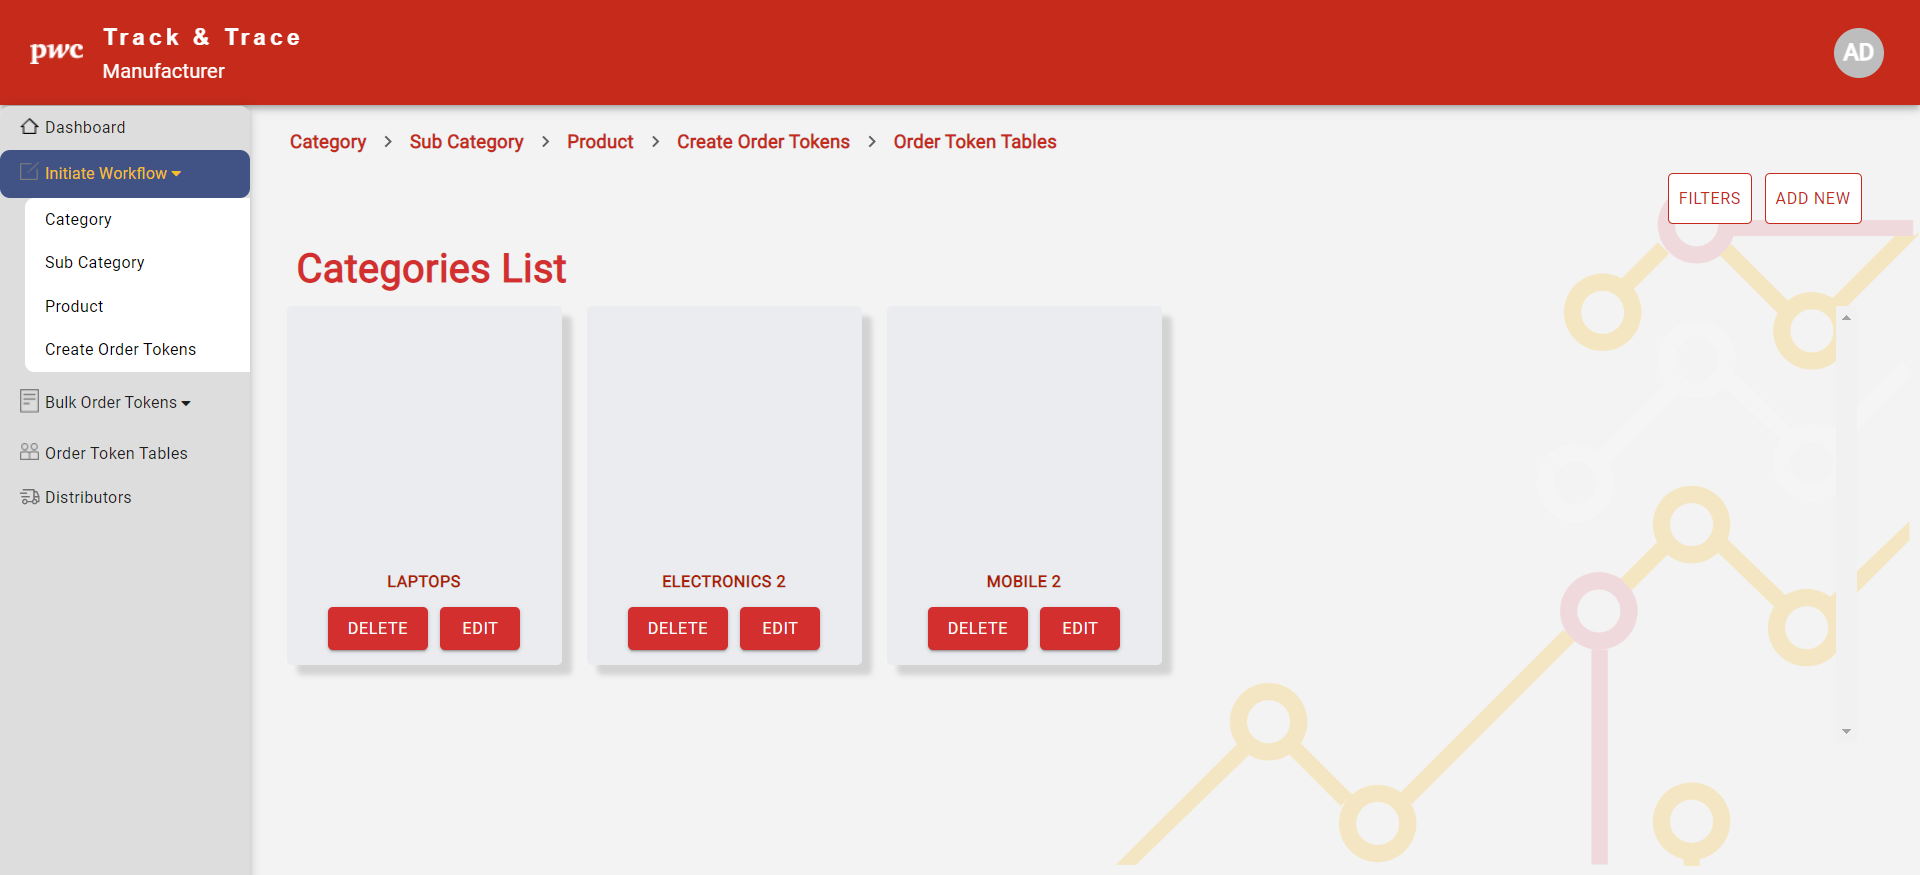 pwc
Track & Trace
Manufacturer
AD
Dashboard
Initiate Workflow
Category
Sub Category
Product
Create Order Tokens
Bulk Order Tokens
Order Token Tables
Distributors
Category > Sub Category > Product > Create Order Tokens > Order Token Tables
FILTERS ADD NEW
Categories List
LAPTOPS
DELETE EDIT
ELECTRONICS 2
DELETE EDIT
MOBILE 2
DELETE EDIT